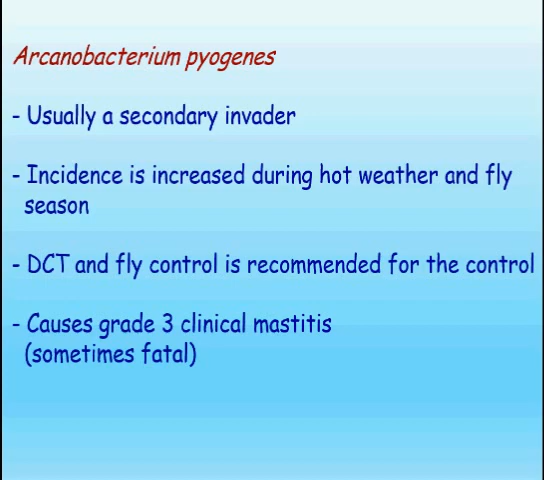 Arcanobacterium pyogenes
- Usually a secondary invader
- Incidence is increased during hot weather and fly
season
- DCT and fly control is recommended for the control
- Causes grade 3 clinical mastitis
(sometimes fatal)